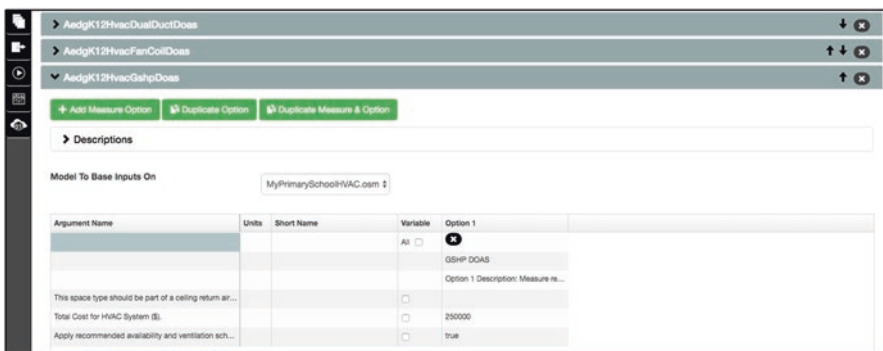 AedgK12HvacDualDuctDoas
AedgK12HvacFanCoilDoas
AedgK12HvacGshpDoas
+ Add Measure Option Duplicate Option Duplicate Measure & Option
Descriptions
Model To Base Inputs On MyPrimarySchoolHVAC.osm
Argument Name Units Short Name Variable Option 1
All
GSHP DOAS
Option 1 Description: Measure re...
This space type should be part of a ceiling return air...
Total Cost for HVAC System ($). 250000
Apply recommended availability and ventilation sch... true